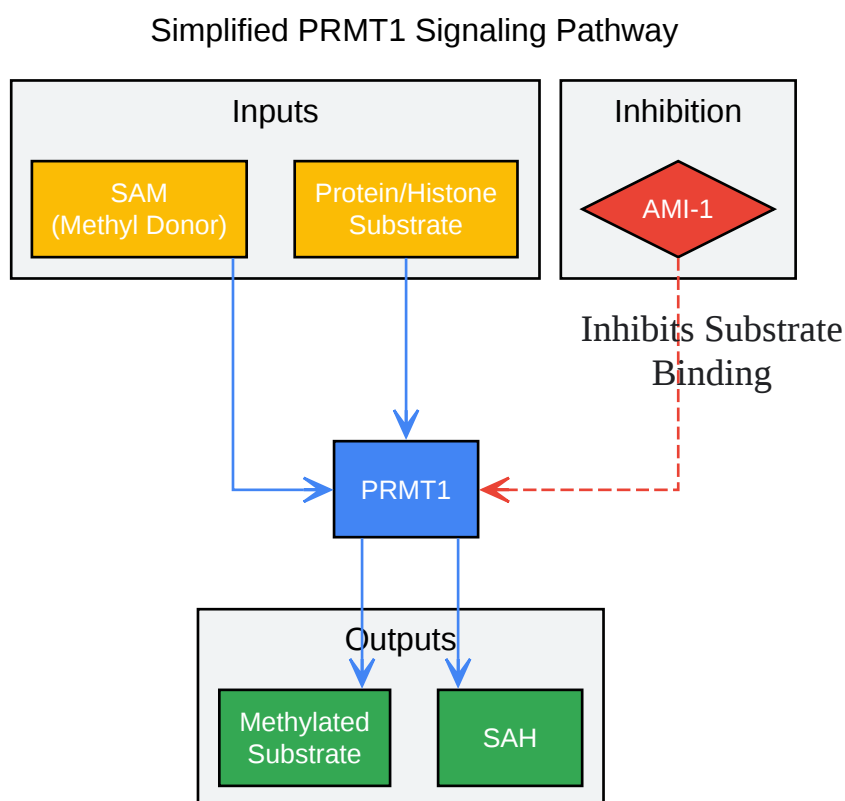 Simplified PRMT1 Signaling Pathway
Inputs
Inhibition
SAM
(Methyl Donor)
Protein/Histone
Substrate
AMI-1
Inhibits Substrate
Binding
PRMT1
Outputs
Methylated
Substrate
SAH